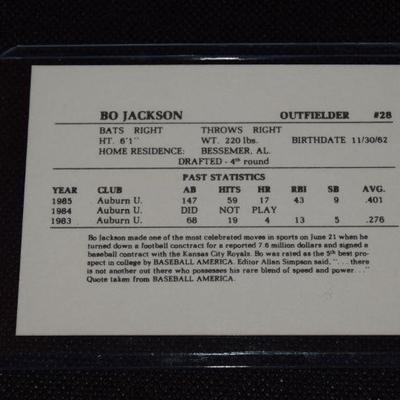 BO JACKSON OUTFIELDER #28
BATS RIGHT THROWS RIGHT
HT. 6'1" WT. 220 lbs. BIRTHDATE 11/30/62
HOME RESIDENCE: BESSEMER, AL.
DRAFTED - 4th round
PAST STATISTICS
YEAR CLUB AB HITS HR RBI SB AVG.
1985 Auburn U. 147 59 17 43 9 .401
1984 Auburn U. DID NOT PLAY
1983 Auburn U. 68 19 4 13 5 .276
Bo Jackson made one of the most celebrated moves in sports on June 21 when he
turned down a football conctract for a reported 7.6 million dollars and signed a
baseball contract with the Kansas City Royals. Bo was rated as the 5th best pro-
spect in college by BASEBALL AMERICA. Editor Allan Simpson said, "...there
is not another out there who possesses his rare blend of speed and power..."
Quote taken from BASEBALL AMERICA.